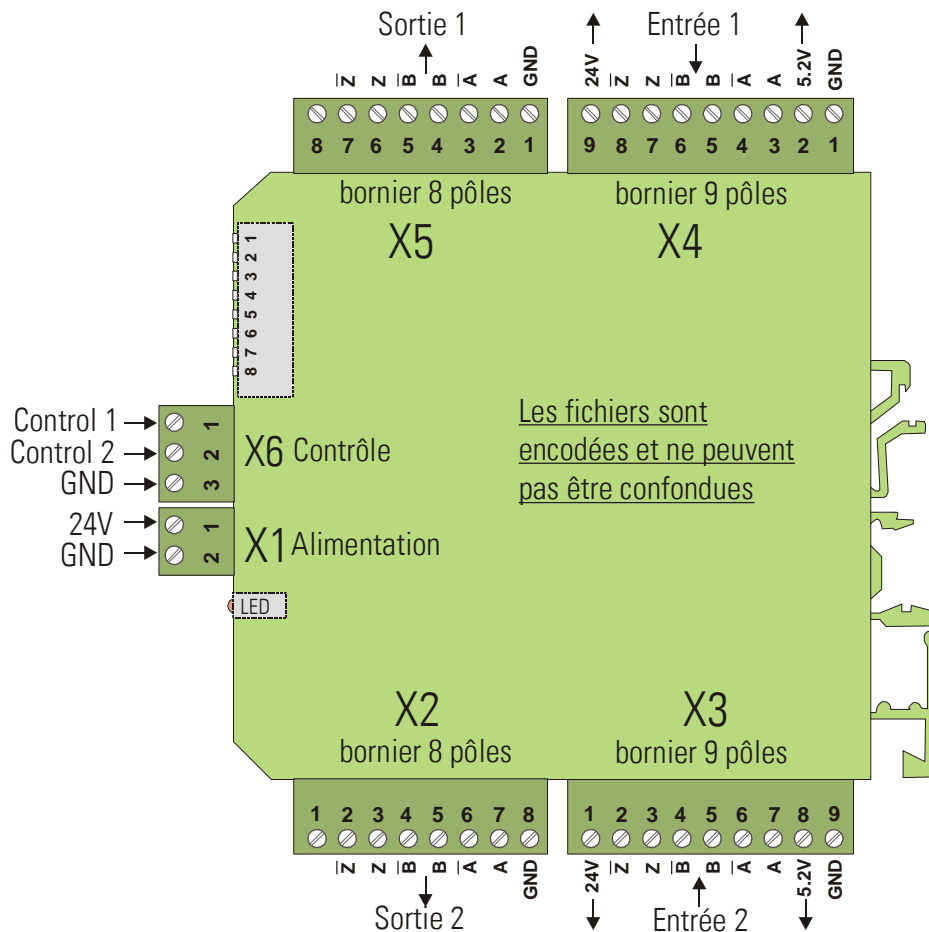 Sortie 1 Entrée 1
Z̅ Z B̅ B A̅ A GND 24V Z̅ Z B̅ B A̅ A 5.2V GND
8 7 6 5 4 3 2 1 9 8 7 6 5 4 3 2 1
bornier 8 pôles bornier 9 pôles
X5 X4
1
2
3
4
5
6
7
8
Control 1 1
Control 2 2
GND 3
X6 Contrôle
Les fichiers sont
encodées et ne peuvent
pas être confondues
24V 1
GND 2
X1 Alimentation
LED
X2 X3
bornier 8 pôles bornier 9 pôles
1 2 3 4 5 6 7 8 1 2 3 4 5 6 7 8 9
Z̅ Z B̅ B A̅ A GND 24V Z̅ Z B̅ B A̅ A 5.2V GND
Sortie 2 Entrée 2